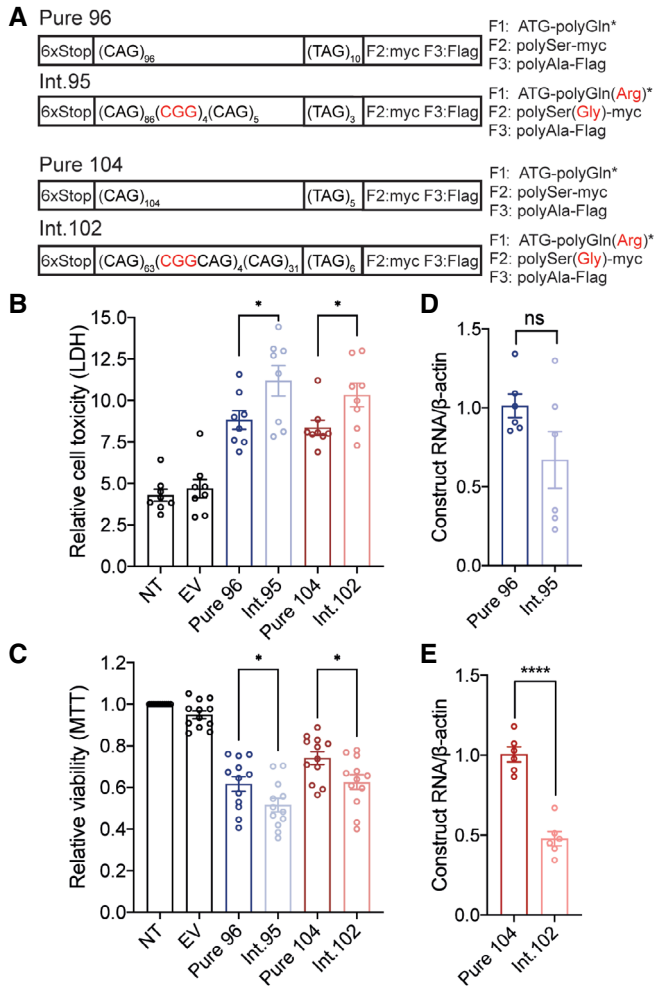 A
Pure 96
6xStop (CAG)96 (TAG)10 F2:myc F3:Flag
F1: ATG-polyGln*
F2: polySer-myc
F3: polyAla-Flag
Int.95
6xStop (CAG)86(CGG)4(CAG)5 (TAG)3 F2:myc F3:Flag
F1: ATG-polyGln(Arg)*
F2: polySer(Gly)-myc
F3: polyAla-Flag
Pure 104
6xStop (CAG)104 (TAG)5 F2:myc F3:Flag
F1: ATG-polyGln*
F2: polySer-myc
F3: polyAla-Flag
Int.102
6xStop (CAG)63(CGGCAG)4(CAG)31 (TAG)6 F2:myc F3:Flag
F1: ATG-polyGln(Arg)*
F2: polySer(Gly)-myc
F3: polyAla-Flag
B
Relative cell toxicity (LDH)
15.0
12.5
10.0
7.5
5.0
2.5
0.0
* *
NT EV Pure 96 Int.95 Pure 104 Int.102
D
Construct RNA/β-actin
1.5
1.0
0.5
0.0
ns
Pure 96 Int.95
C
Relative viability (MTT)
1.2
1.0
0.8
0.6
0.4
0.2
0.0
* *
NT EV Pure 96 Int.95 Pure 104 Int.102
E
Construct RNA/β-actin
1.5
1.0
0.5
0.0
****
Pure 104 Int.102